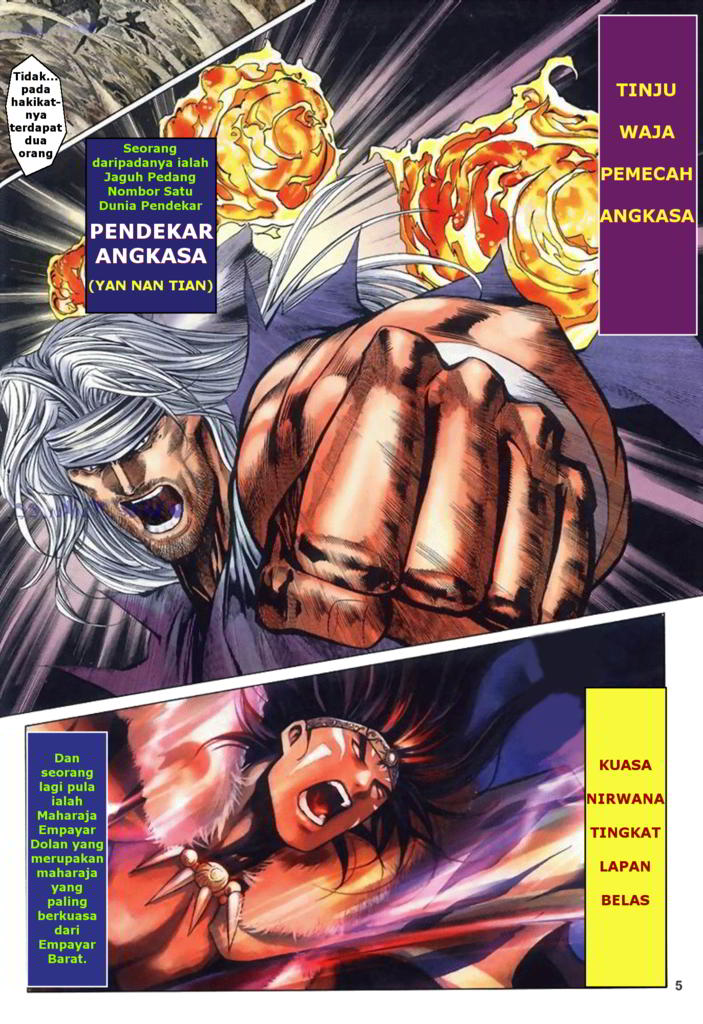 Tidak...
pada
hakikat-
nya
terdapat
dua
orang
Seorang
daripadanya ialah
Jaguh Pedang
Nombor Satu
Dunia Pendekar
PENDEKAR
ANGKASA
(YAN NAN TIAN)
TINJU
WAJA
PEMECAH
ANGKASA
Dan
seorang
lagi pula
ialah
Maharaja
Empayar
Dolan yang
merupakan
maharaja
yang
paling
berkuasa
dari
Empayar
Barat.
KUASA
NIRWANA
TINGKAT
LAPAN
BELAS
5